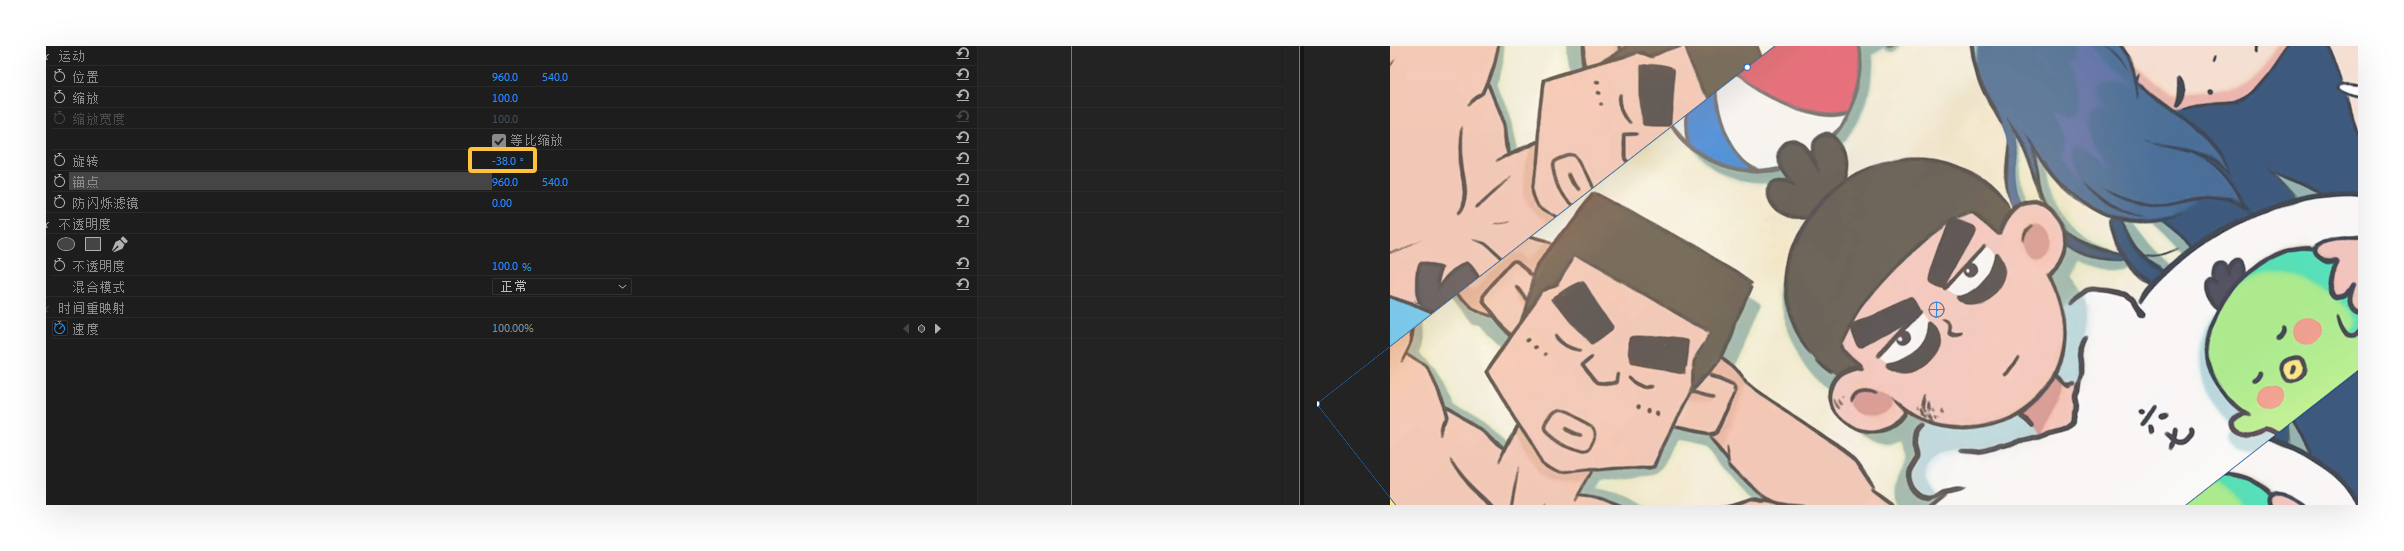 运动
位置 960.0 540.0
缩放 100.0
缩放宽度 100.0
等比缩放
旋转 -38.0 °
锚点 960.0 540.0
防闪烁滤镜 0.00
不透明度
不透明度 100.0 %
混合模式 正常
时间重映射
速度 100.00%